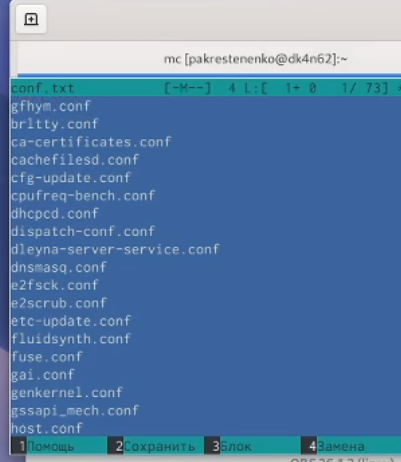 mc [pakrestenenko@dk4n62]:~
conf.txt [-M--] 4 L:[ 1+ 0 1/ 73]
gfhym.conf
brltty.conf
ca-certificates.conf
cachefilesd.conf
cfg-update.conf
cpufreq-bench.conf
dhcpcd.conf
dispatch-conf.conf
dleyna-server-service.conf
dnsmasq.conf
e2fsck.conf
e2scrub.conf
etc-update.conf
fluidsynth.conf
fuse.conf
gai.conf
genkernel.conf
gssapi_mech.conf
host.conf
1Помощь 2Сохранить 3Блок 4Замена